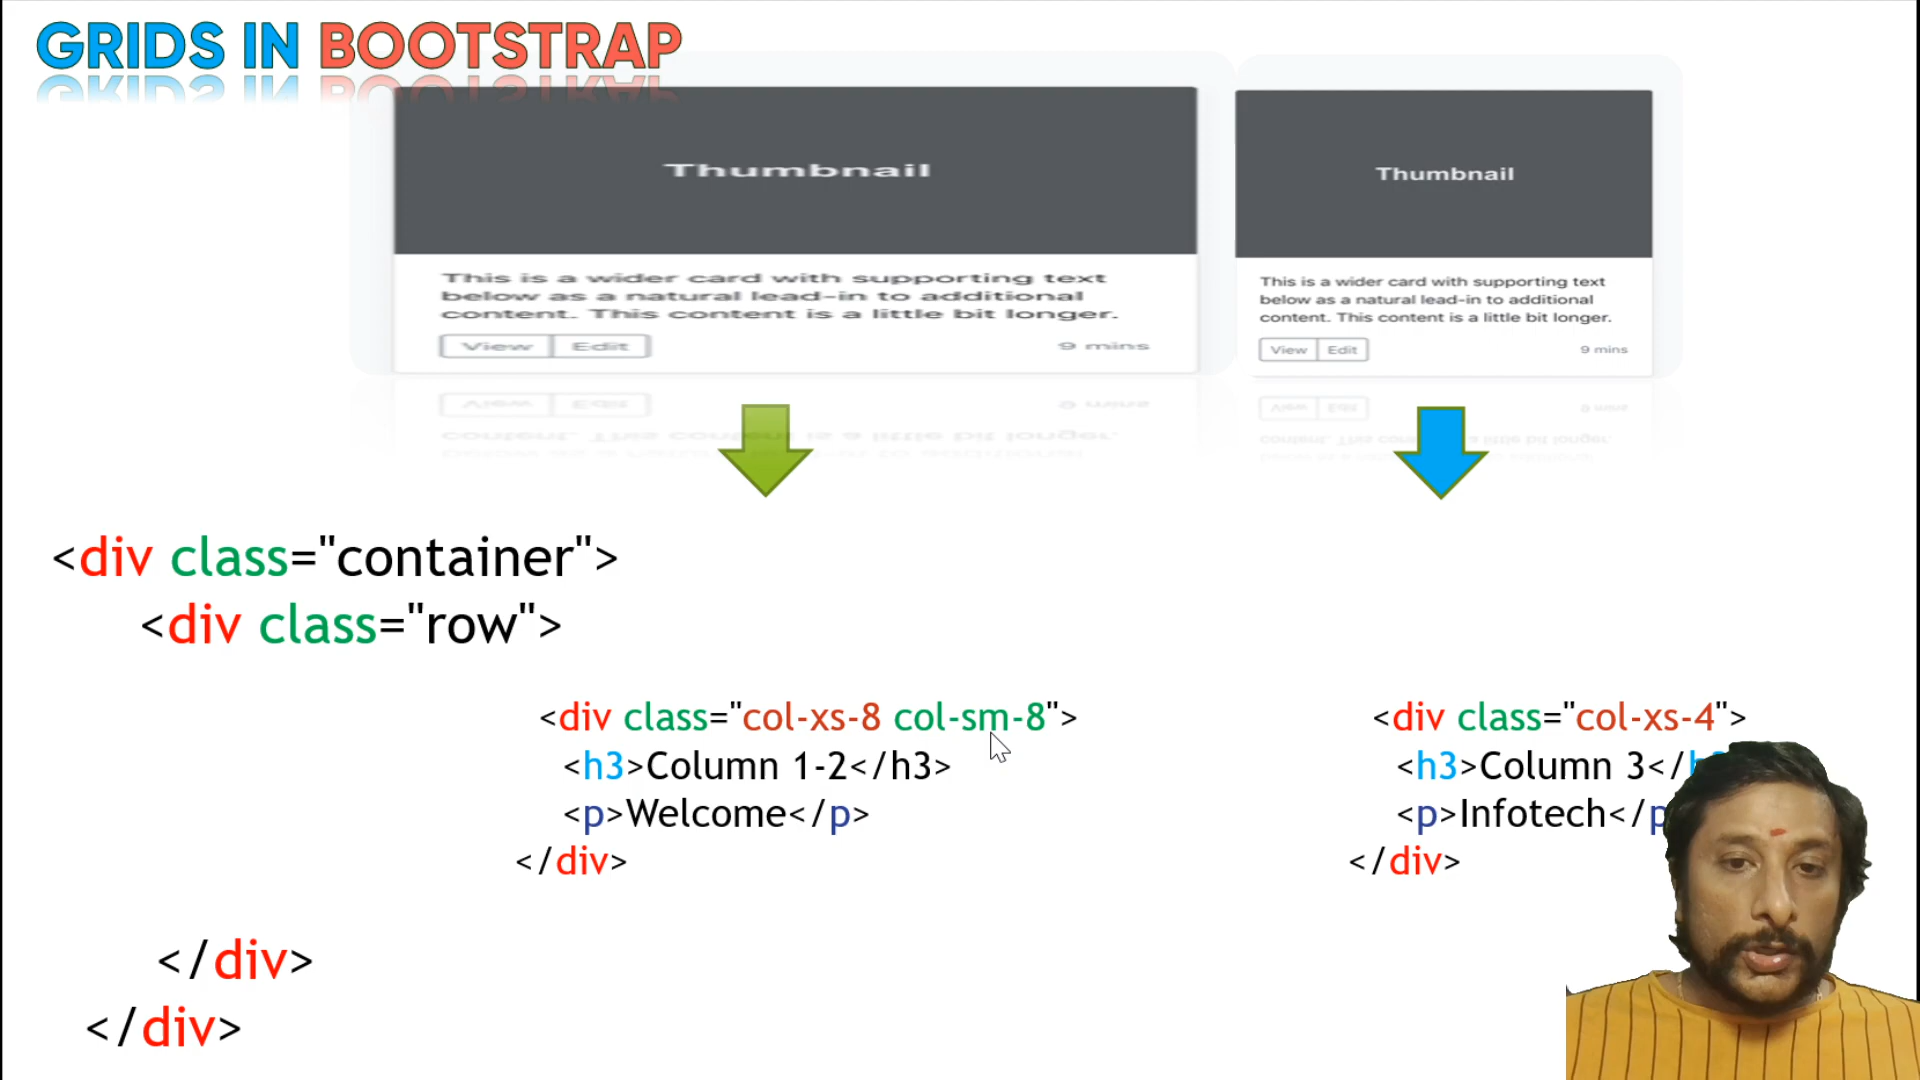 GRIDS IN BOOTSTRAP
Thumbnail
This is a wider card with supporting text
below as a natural lead-in to additional
content. This content is a little bit longer.
View Edit 9 mins
Thumbnail
This is a wider card with supporting text
below as a natural lead-in to additional
content. This content is a little bit longer.
View Edit 9 mins
<div class="container">
<div class="row">
<div class="col-xs-8 col-sm-8">
<h3>Column 1-2</h3>
<p>Welcome</p>
</div>
<div class="col-xs-4">
<h3>Column 3</h
<p>Infotech</p
</div>
</div>
</div>